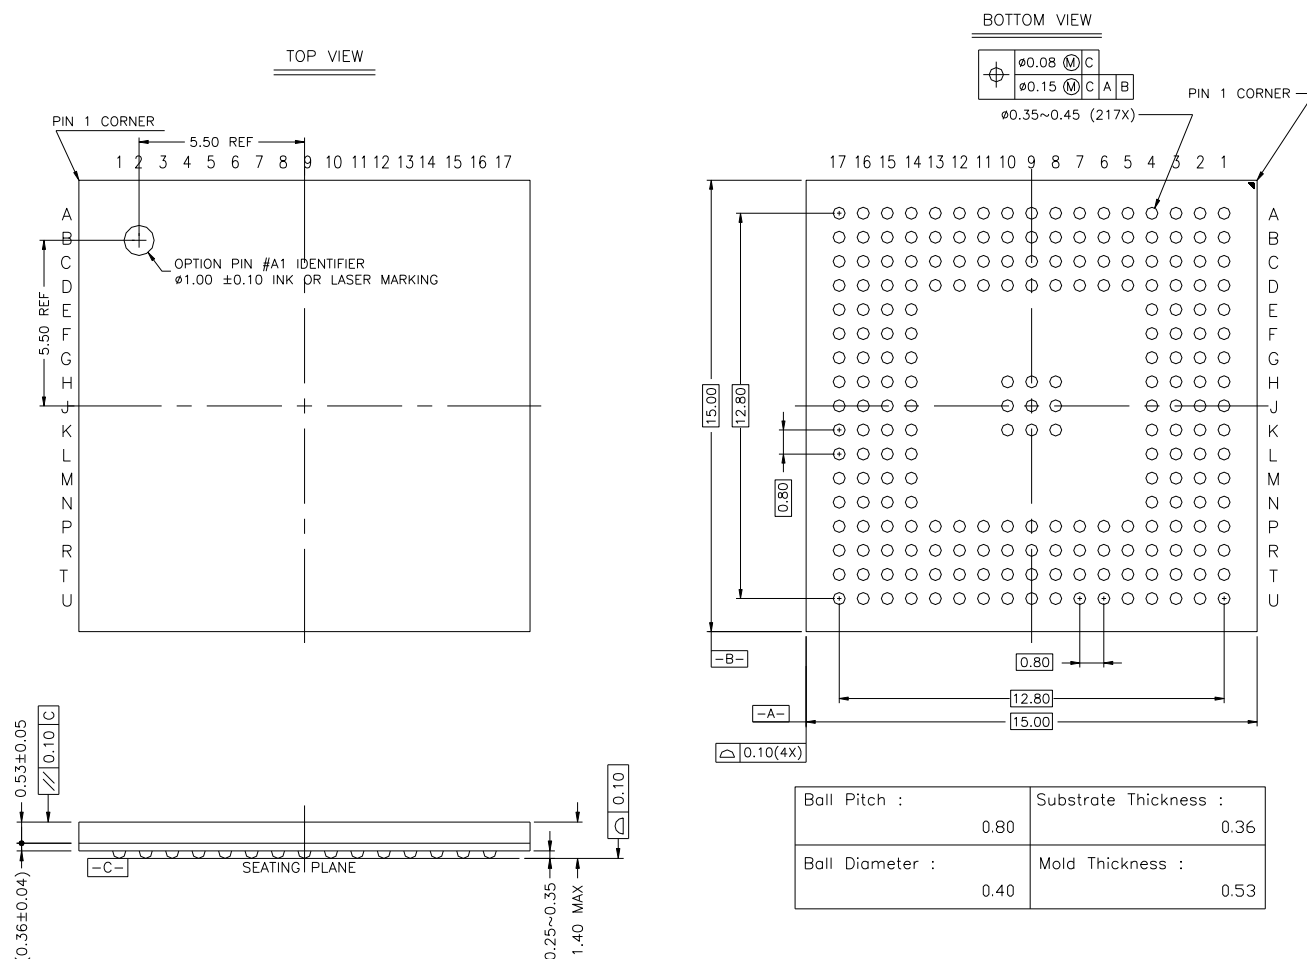 TOP VIEW
PIN 1 CORNER
5.50 REF
1 2 3 4 5 6 7 8 9 10 11 12 13 14 15 16 17
A
B
C
D
E
F
G
H
J
K
L
M
N
P
R
T
U
5.50 REF
OPTION PIN #A1 IDENTIFIER
ø1.00 ±0.10 INK OR LASER MARKING
BOTTOM VIEW
ø0.08 Ⓜ C
ø0.15 Ⓜ C A B
ø0.35~0.45 (217X)
PIN 1 CORNER
17 16 15 14 13 12 11 10 9 8 7 6 5 4 3 2 1
A
B
C
D
E
F
G
H
J
K
L
M
N
P
R
T
U
15.00
12.80
0.80
-B-
0.80
12.80
-A-
15.00
0.10(4X)
0.53±0.05
// 0.10 C
(0.36±0.04)
-C-
SEATING PLANE
0.25~0.35
1.40 MAX
0.10
Ball Pitch :
0.80
Substrate Thickness :
0.36
Ball Diameter :
0.40
Mold Thickness :
0.53